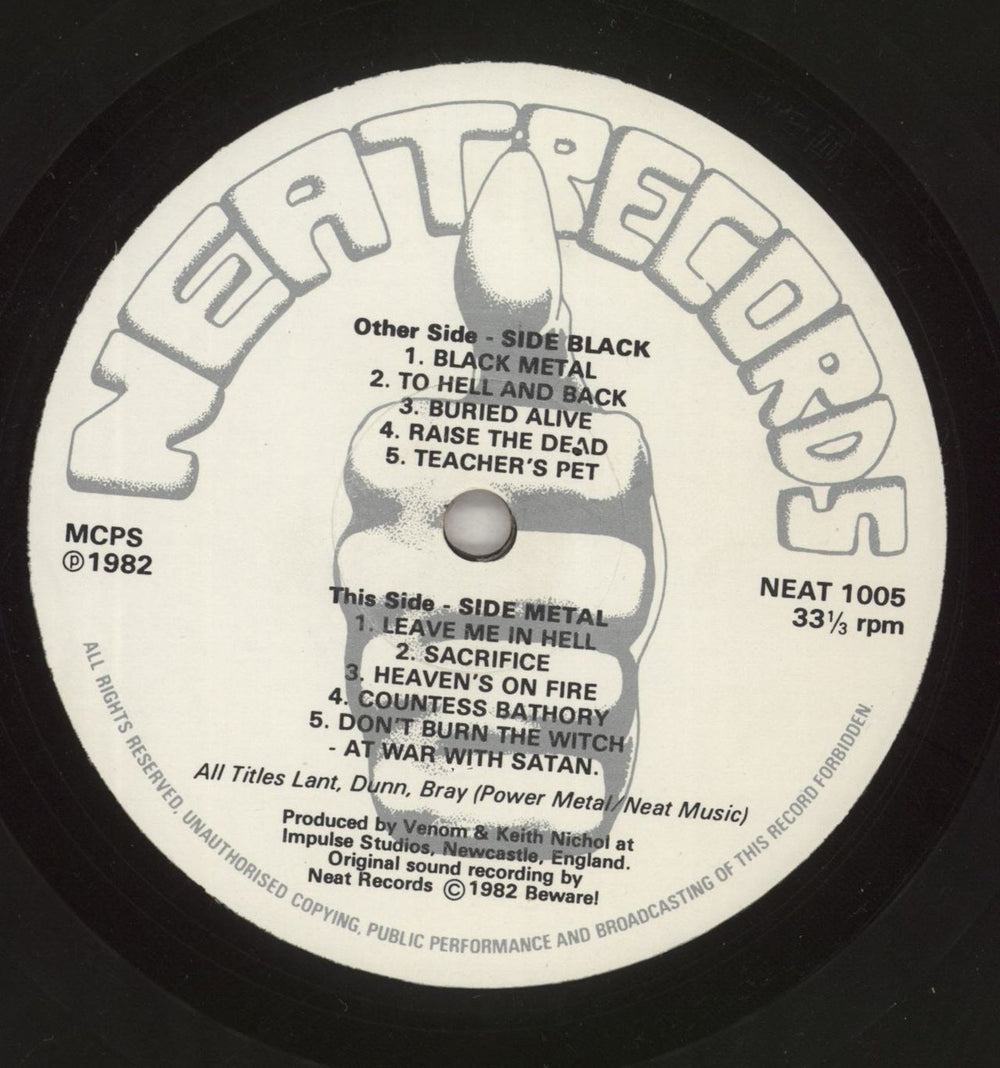 NEAT RECORDS
Other Side - SIDE BLACK
1. BLACK METAL
2. TO HELL AND BACK
3. BURIED ALIVE
4. RAISE THE DEAD
5. TEACHER'S PET
MCPS
℗1982
NEAT 1005
33⅓ rpm
This Side - SIDE METAL
1. LEAVE ME IN HELL
2. SACRIFICE
3. HEAVEN'S ON FIRE
4. COUNTESS BATHORY
5. DON'T BURN THE WITCH
- AT WAR WITH SATAN.
All Titles Lant, Dunn, Bray (Power Metal/Neat Music)
Produced by Venom & Keith Nichol at
Impulse Studios, Newcastle, England.
Original sound recording by
Neat Records ©1982 Beware!
ALL RIGHTS RESERVED, UNAUTHORISED COPYING, PUBLIC PERFORMANCE AND BROADCASTING OF THIS RECORD FORBIDDEN.